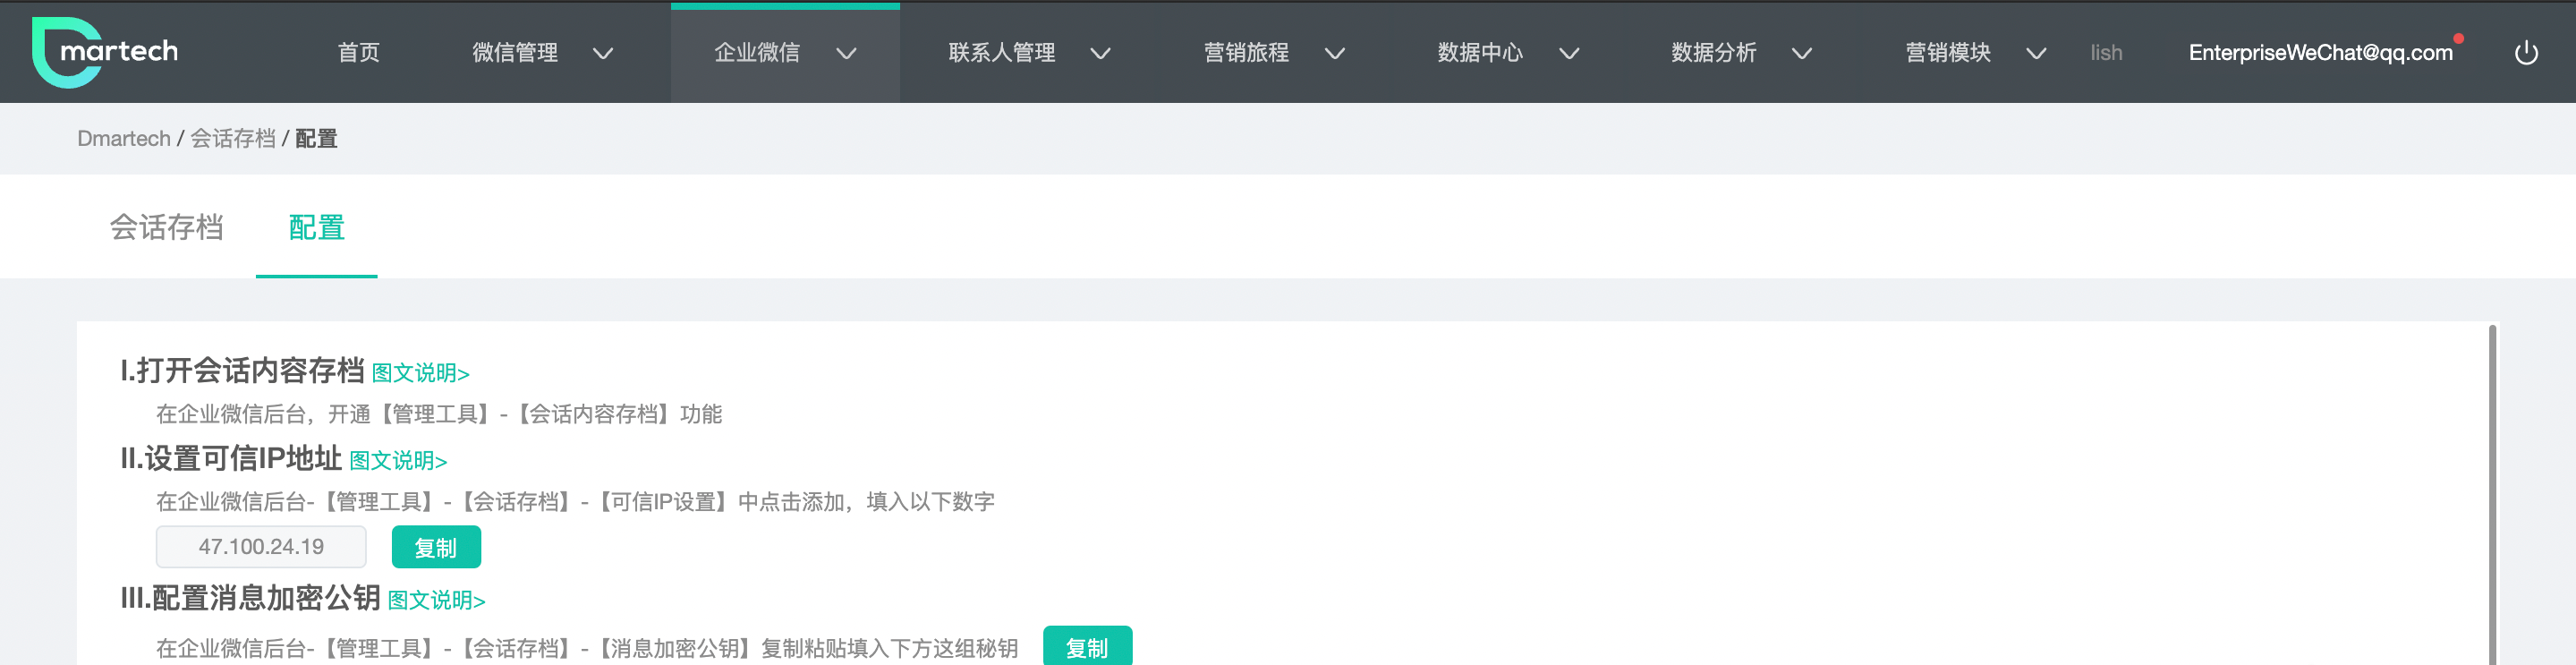 martech 首页 微信管理 企业微信 联系人管理 营销旅程 数据中心 数据分析 营销模块 lish EnterpriseWeChat@qq.com
Dmartech / 会话存档 / 配置
会话存档 配置
I.打开会话内容存档 图文说明>
在企业微信后台，开通【管理工具】-【会话内容存档】功能
II.设置可信IP地址 图文说明>
在企业微信后台-【管理工具】-【会话存档】-【可信IP设置】中点击添加，填入以下数字
47.100.24.19 复制
III.配置消息加密公钥 图文说明>
在企业微信后台-【管理工具】-【会话存档】-【消息加密公钥】复制粘贴填入下方这组秘钥 复制